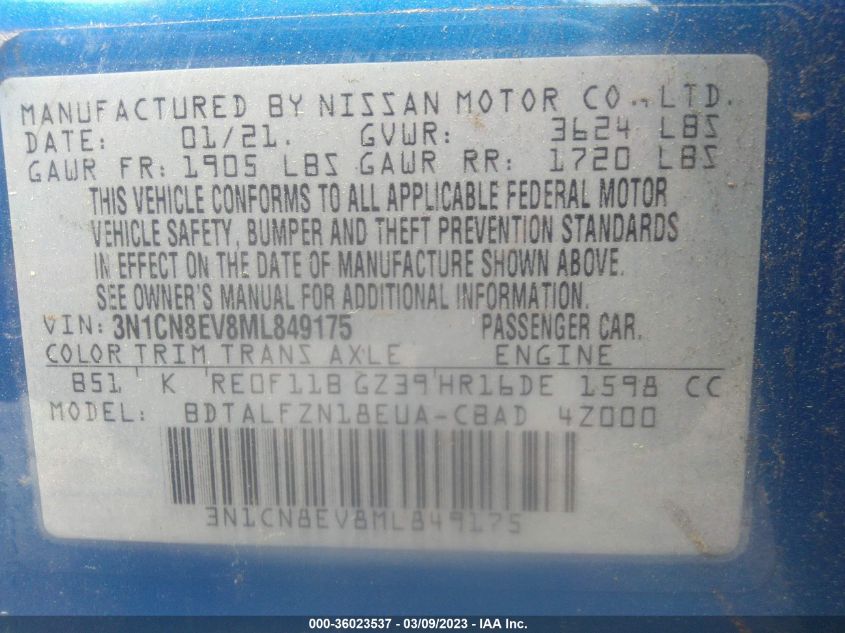 MANUFACTURED BY NISSAN MOTOR CO., LTD.
DATE: 01/21. GVWR: 3624 LBS
GAWR FR: 1905 LBS GAWR RR: 1720 LBS
THIS VEHICLE CONFORMS TO ALL APPLICABLE FEDERAL MOTOR
VEHICLE SAFETY, BUMPER AND THEFT PREVENTION STANDARDS
IN EFFECT ON THE DATE OF MANUFACTURE SHOWN ABOVE.
SEE OWNER'S MANUAL FOR ADDITIONAL INFORMATION.
VIN: 3N1CN8EV8ML849175 PASSENGER CAR.
COLOR TRIM TRANS AXLE ENGINE
B51 K RE0F11B GZ39 HR16DE 1598 CC
MODEL: BDTALFZN18EUA-CBAD 4Z000
3N1CN8EV8ML849175
000-36023537 - 03/09/2023 - IAA Inc.